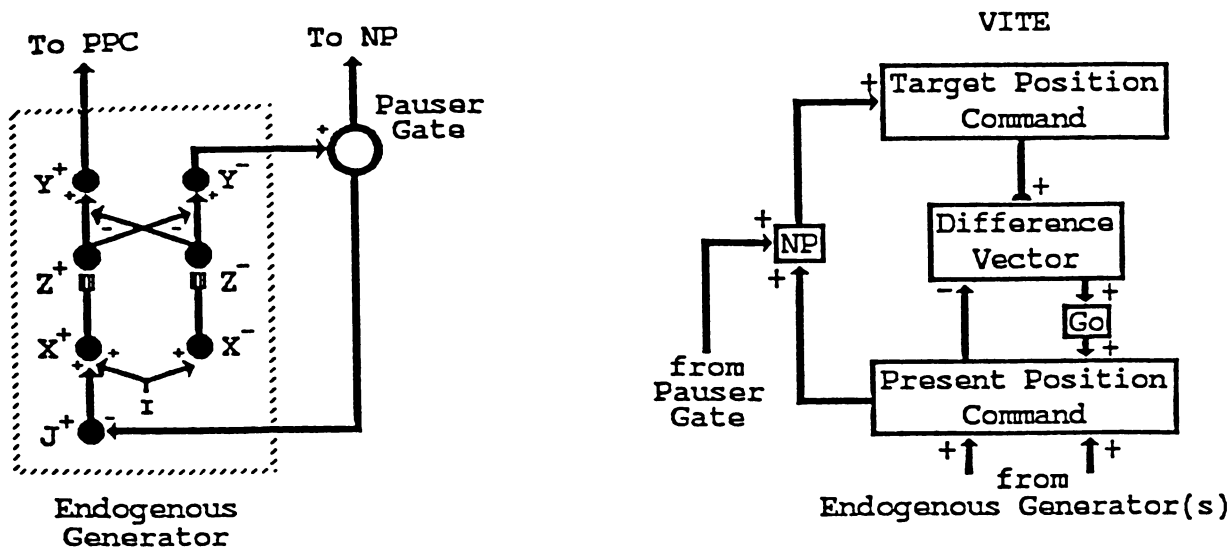 To PPC
To NP
Pauser
Gate
+
Y⁺
Y⁻
+
+
-
-
Z⁺
Z⁻
X⁺
X⁻
+
+
+
I
J⁺
-
Endogenous
Generator
VITE
+
Target Position
Command
+
Difference
Vector
+
NP
+
-
+
Go
+
from
Pauser
Gate
Present Position
Command
+
+
from
Endogenous Generator(s)